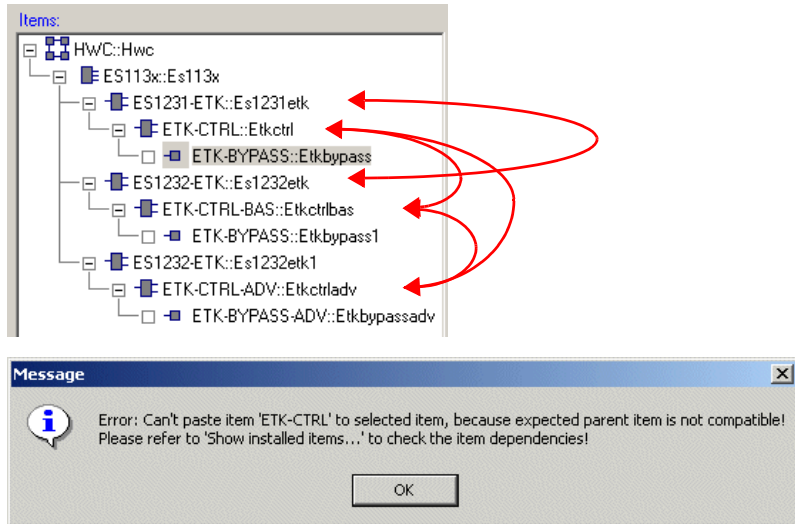 Items:
HWC::Hwc
ES113x::Es113x
ES1231-ETK::Es1231etk
ETK-CTRL::Etkctrl
ETK-BYPASS::Etkbypass
ES1232-ETK::Es1232etk
ETK-CTRL-BAS::Etkctrlbas
ETK-BYPASS::Etkbypass1
ES1232-ETK::Es1232etk1
ETK-CTRL-ADV::Etkctrladv
ETK-BYPASS-ADV::Etkbypassadv
Message
Error: Can't paste item 'ETK-CTRL' to selected item, because expected parent item is not compatible!
Please refer to 'Show installed items...' to check the item dependencies!
OK